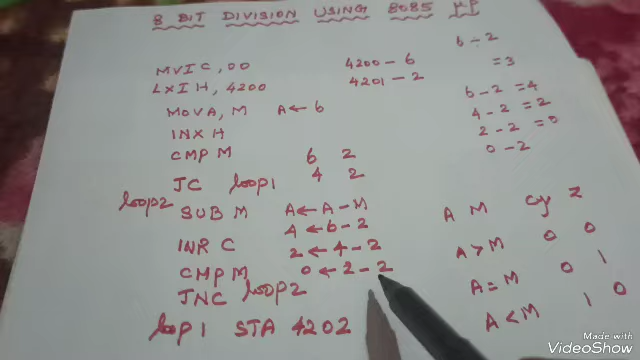 8 BIT DIVISION USING 8085 μP
MVI C, 00 4200 - 6 6 - 2
LXI H, 4200 4201 - 2 = 3
MOV A, M A ← 6 6 - 2 = 4
INX H 4 - 2 = 2
CMP M 6 2 2 - 2 = 0
JC loop1 4 2 0 - 2
loop2 SUB M A ← A - M A M Cy Z
4 ← 6 - 2
INR C 2 ← 4 - 2 A > M 0 0
CMP M 0 ← 2 - 2 A = M 0 1
JNC loop2
lop1 STA 4202 A < M 1 0
Made with
VideoShow